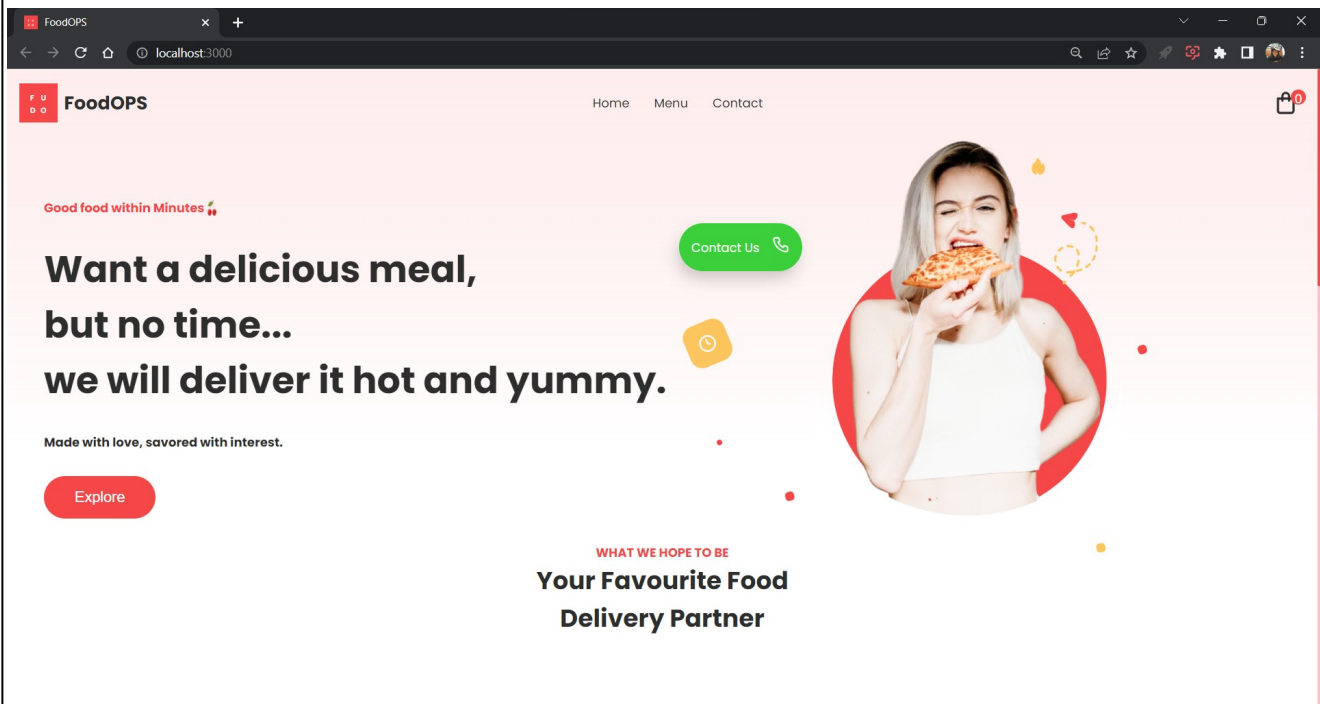 FoodOPS
localhost:3000
F U
D O
FoodOPS
Home Menu Contact
0
Good food within Minutes
Contact Us
Want a delicious meal,
but no time...
we will deliver it hot and yummy.
Made with love, savored with interest.
Explore
WHAT WE HOPE TO BE
Your Favourite Food
Delivery Partner